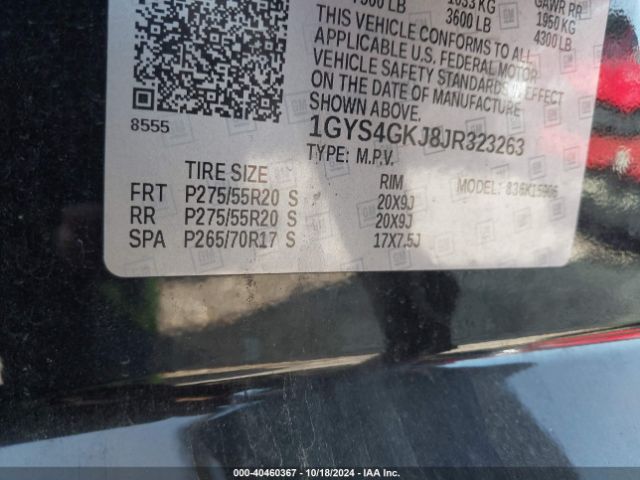 1633 KG GAWR RR
3600 LB 1950 KG
4300 LB
THIS VEHICLE CONFORMS TO ALL
APPLICABLE U.S. FEDERAL MOTOR
VEHICLE SAFETY STANDARDS IN EFFECT
ON THE DATE OF MANUFACTURE
SHOWN ABOVE.
8555
1GYS4GKJ8JR323263
TYPE: M.P.V.
TIRE SIZE RIM MODEL:
FRT P275/55R20 S 20X9J
RR P275/55R20 S 20X9J
SPA P265/70R17 S 17X7.5J
000-40460367 | 10/18/2024 | IAA Inc.